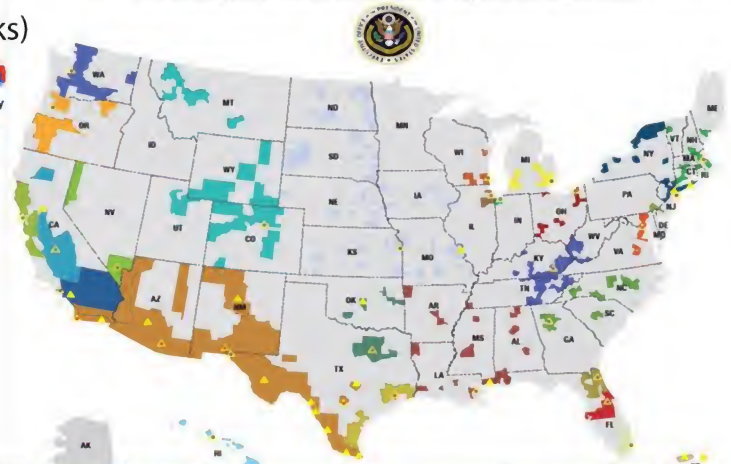 ks)
y
WA
OR
ID
MT
ND
SD
WY
NE
NV
UT
CO
CA
KS
AZ
NM
OK
TX
MN
WI
IA
IL
MO
AR
LA
MS
AL
MI
IN
OH
KY
TN
WV
VA
NC
SC
GA
FL
PA
NY
VT
NH
ME
MA
CT
RI
NJ
DE
MD
AK
HI